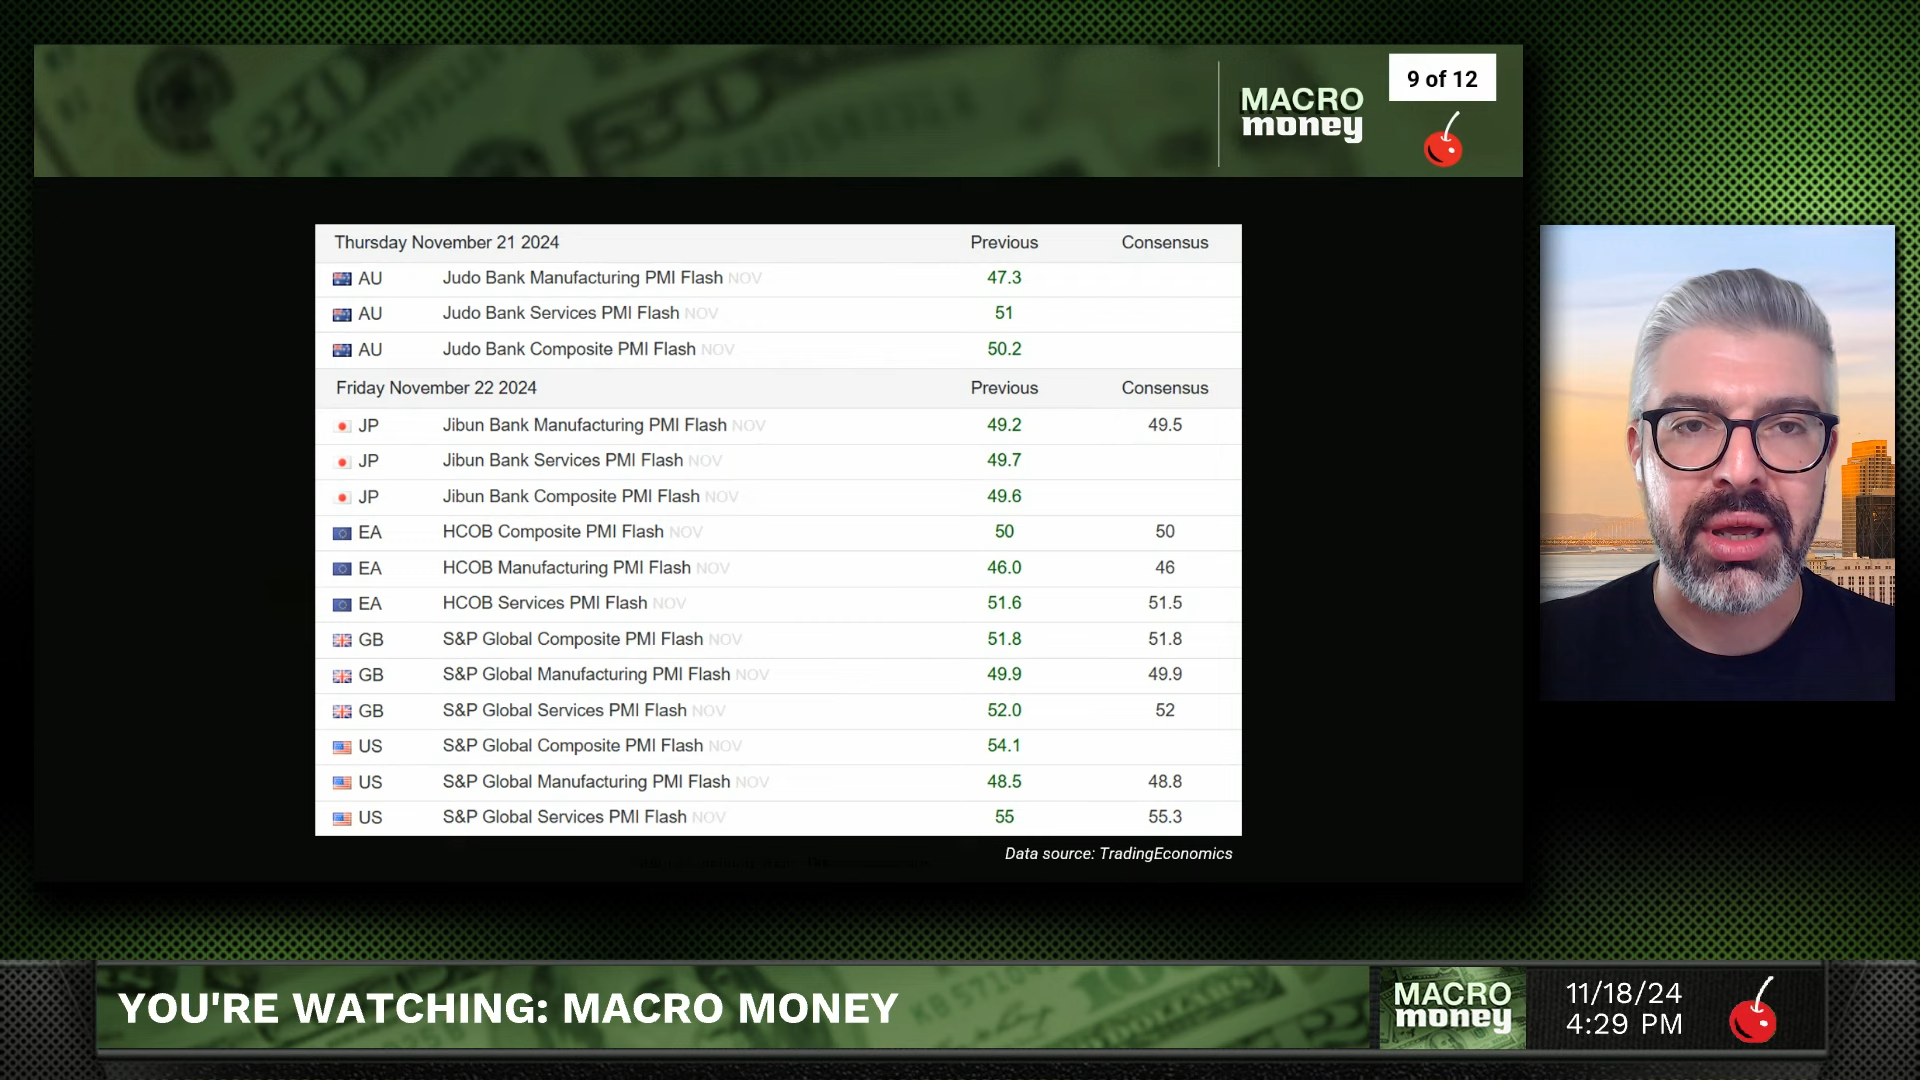 MACRO
money
9 of 12
Thursday November 21 2024 Previous Consensus
AU Judo Bank Manufacturing PMI Flash NOV 47.3
AU Judo Bank Services PMI Flash NOV 51
AU Judo Bank Composite PMI Flash NOV 50.2
Friday November 22 2024 Previous Consensus
JP Jibun Bank Manufacturing PMI Flash NOV 49.2 49.5
JP Jibun Bank Services PMI Flash NOV 49.7
JP Jibun Bank Composite PMI Flash NOV 49.6
EA HCOB Composite PMI Flash NOV 50 50
EA HCOB Manufacturing PMI Flash NOV 46.0 46
EA HCOB Services PMI Flash NOV 51.6 51.5
GB S&P Global Composite PMI Flash NOV 51.8 51.8
GB S&P Global Manufacturing PMI Flash NOV 49.9 49.9
GB S&P Global Services PMI Flash NOV 52.0 52
US S&P Global Composite PMI Flash NOV 54.1
US S&P Global Manufacturing PMI Flash NOV 48.5 48.8
US S&P Global Services PMI Flash NOV 55 55.3
Data source: TradingEconomics
YOU'RE WATCHING: MACRO MONEY
MACRO
money
11/18/24
4:29 PM